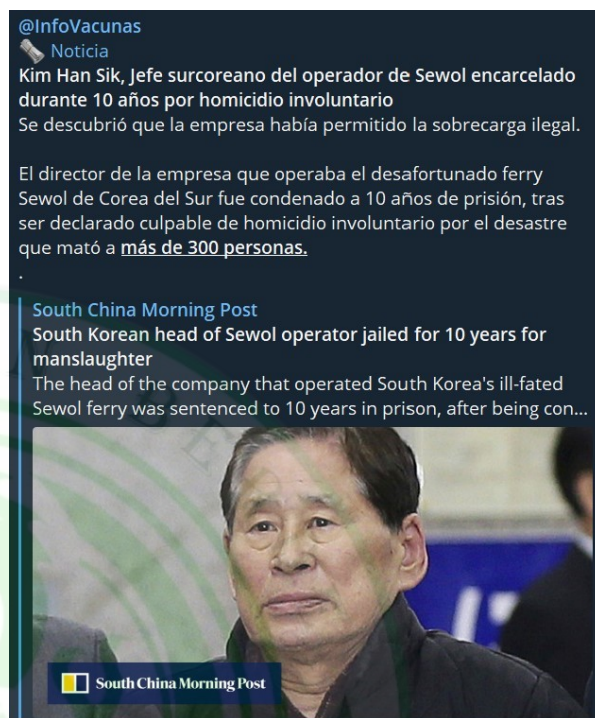 @InfoVacunas
Noticia
Kim Han Sik, Jefe surcoreano del operador de Sewol encarcelado
durante 10 años por homicidio involuntario
Se descubrió que la empresa había permitido la sobrecarga ilegal.
El director de la empresa que operaba el desafortunado ferry
Sewol de Corea del Sur fue condenado a 10 años de prisión, tras
ser declarado culpable de homicidio involuntario por el desastre
que mató a más de 300 personas.
.
South China Morning Post
South Korean head of Sewol operator jailed for 10 years for
manslaughter
The head of the company that operated South Korea's ill-fated
Sewol ferry was sentenced to 10 years in prison, after being con...
South China Morning Post